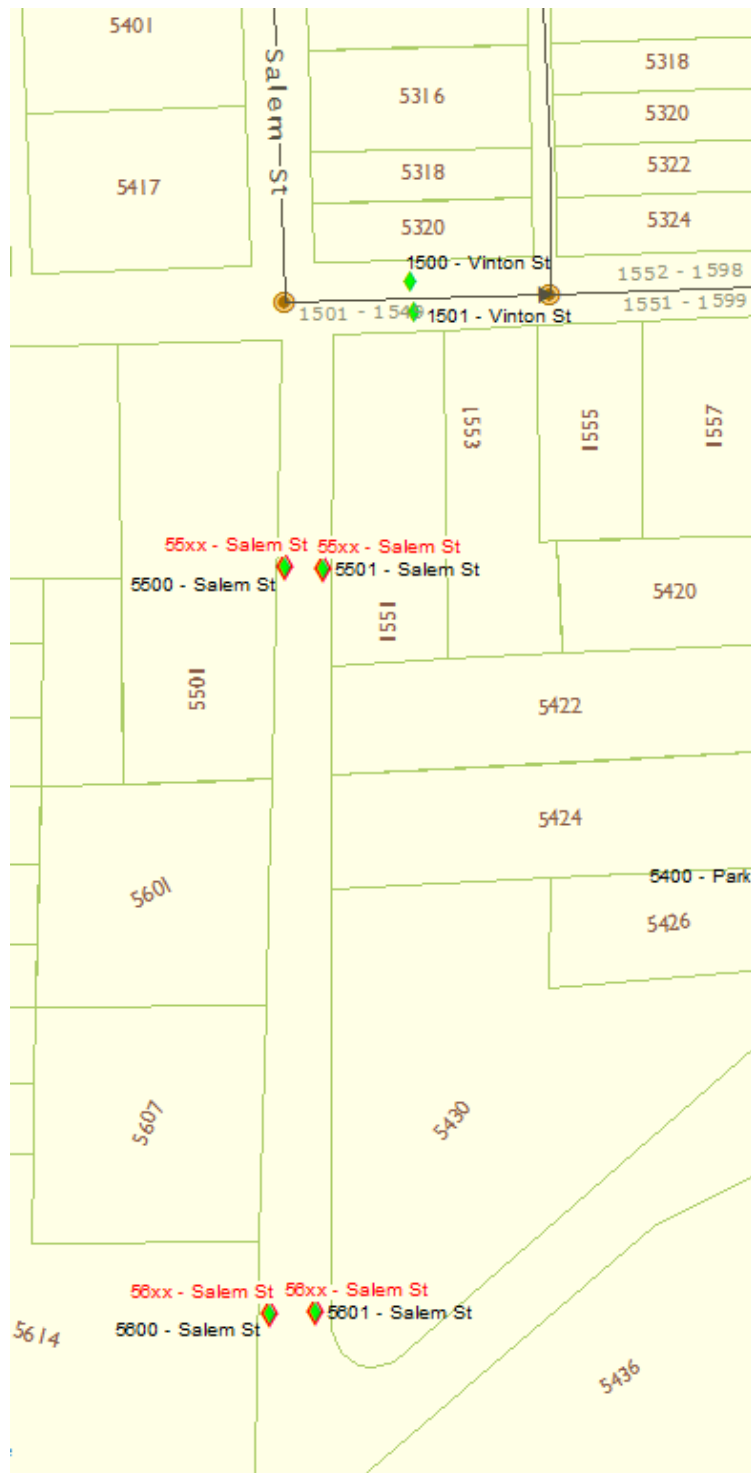 5401
5318
5316
5320
Salem St
5417
5318
5322
5320
5324
1500 - Vinton St
1552 - 1598
1501 - 1549
1501 - Vinton St
1551 - 1599
1553
1555
1557
55xx - Salem St
55xx - Salem St
5500 - Salem St
5501 - Salem St
5420
1551
5501
5422
5424
5601
5400 - Park
5426
5607
5430
56xx - Salem St
56xx - Salem St
5600 - Salem St
5601 - Salem St
5614
5436